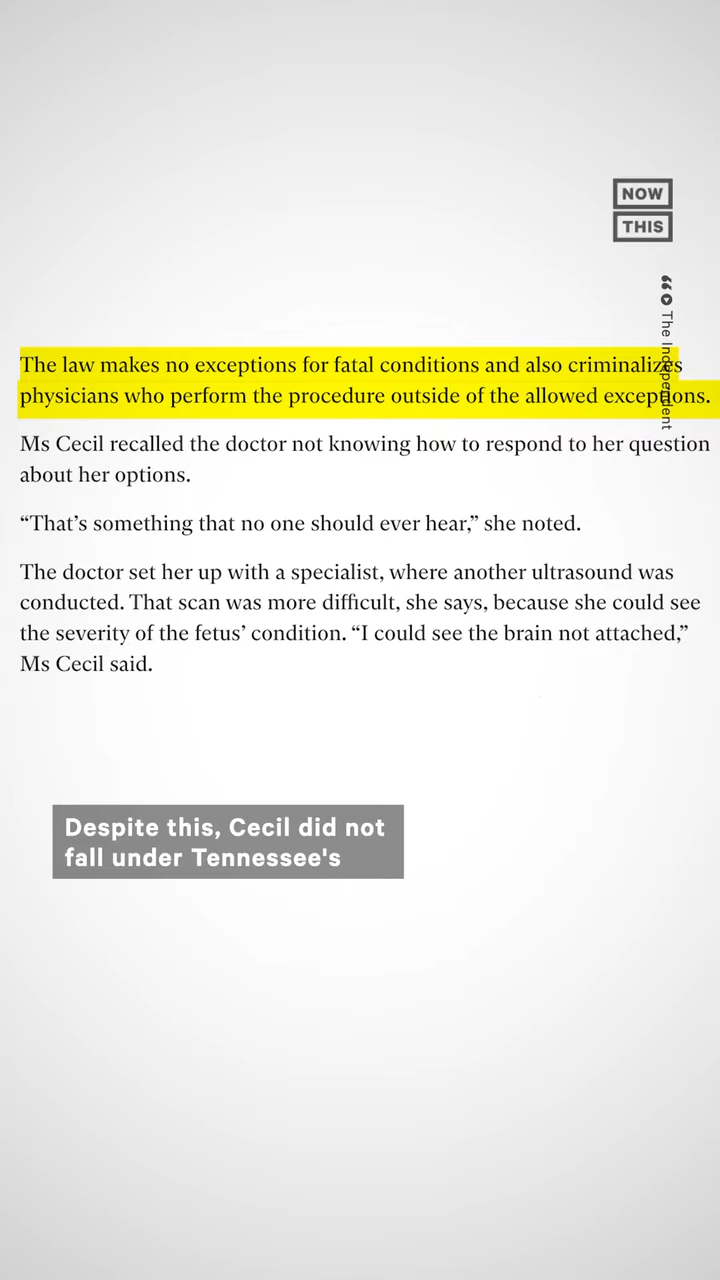 NOW
THIS
“ The Independent
The law makes no exceptions for fatal conditions and also criminalizes
physicians who perform the procedure outside of the allowed exceptions.
Ms Cecil recalled the doctor not knowing how to respond to her question
about her options.
“That’s something that no one should ever hear,” she noted.
The doctor set her up with a specialist, where another ultrasound was
conducted. That scan was more difficult, she says, because she could see
the severity of the fetus’ condition. “I could see the brain not attached,”
Ms Cecil said.
Despite this, Cecil did not
fall under Tennessee's